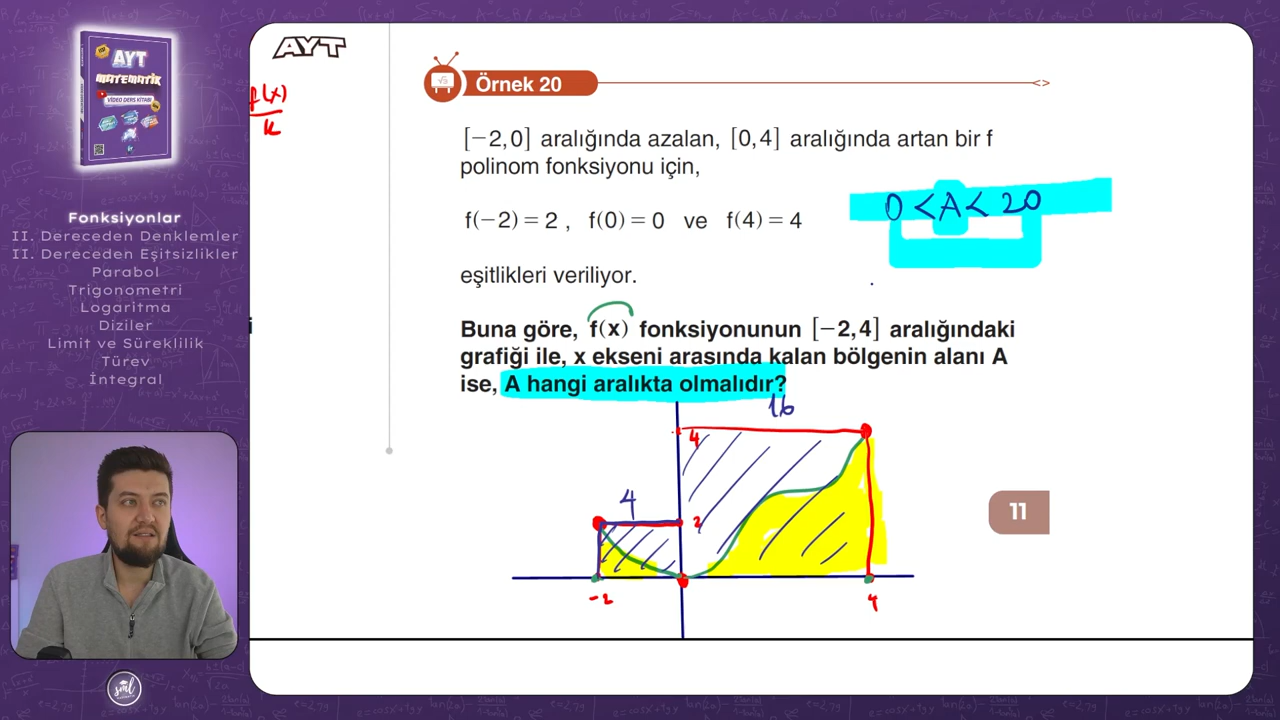 AYT
MATEMATİK
VİDEO DERS KİTABI
Fonksiyonlar
II. Dereceden Denklemler
II. Dereceden Eşitsizlikler
Parabol
Trigonometri
Logaritma
Diziler
Limit ve Süreklilik
Türev
İntegral
sml
AYT
f(x)
k
Örnek 20
[−2,0] aralığında azalan, [0,4] aralığında artan bir f
polinom fonksiyonu için,
f(−2) = 2 , f(0) = 0 ve f(4) = 4
0 < A < 20
eşitlikleri veriliyor.
Buna göre, f(x) fonksiyonunun [−2,4] aralığındaki
grafiği ile, x ekseni arasında kalan bölgenin alanı A
ise, A hangi aralıkta olmalıdır?
16
4
4
2
-2
4
11